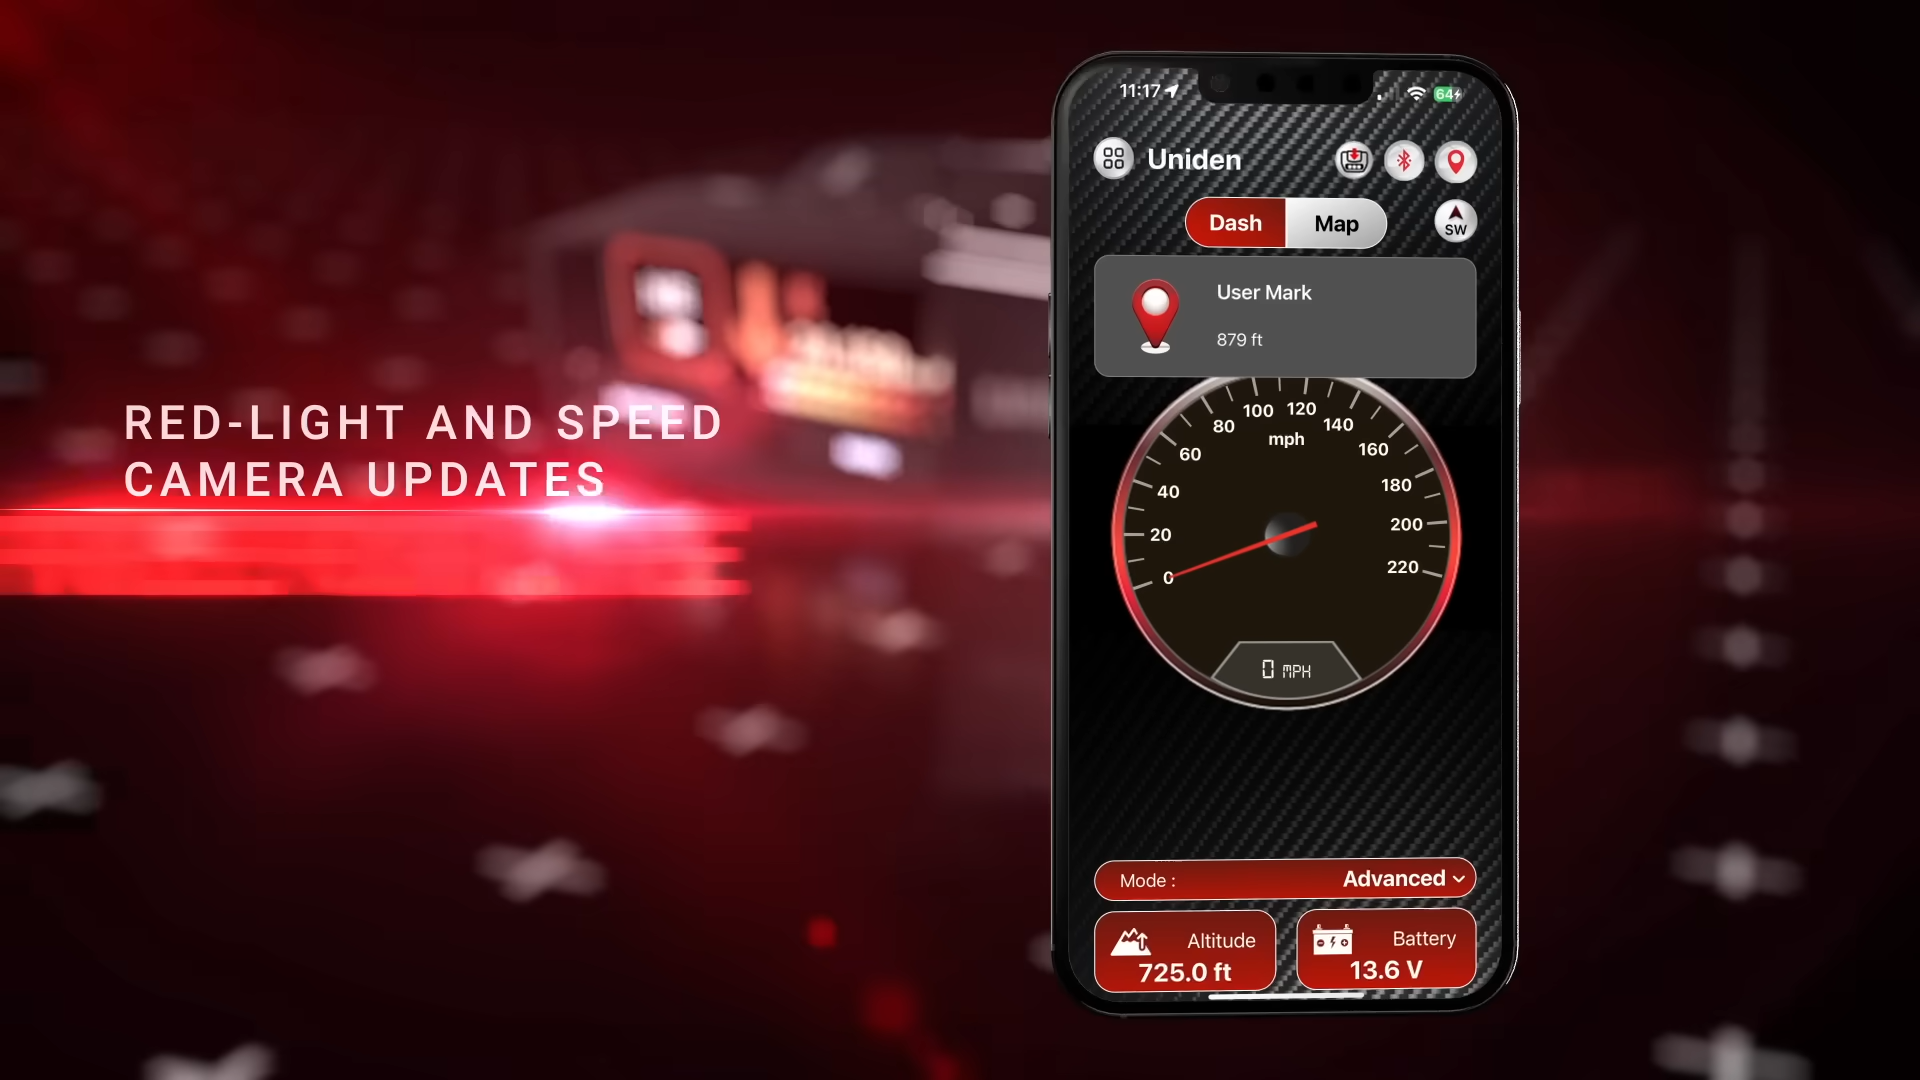 RED-LIGHT AND SPEED
CAMERA UPDATES
11:17
64
Uniden
Dash
Map
SW
User Mark
879 ft
0
20
40
60
80
100
120
140
160
180
200
220
mph
0 MPH
Mode :
Advanced
Altitude
725.0 ft
Battery
13.6 V